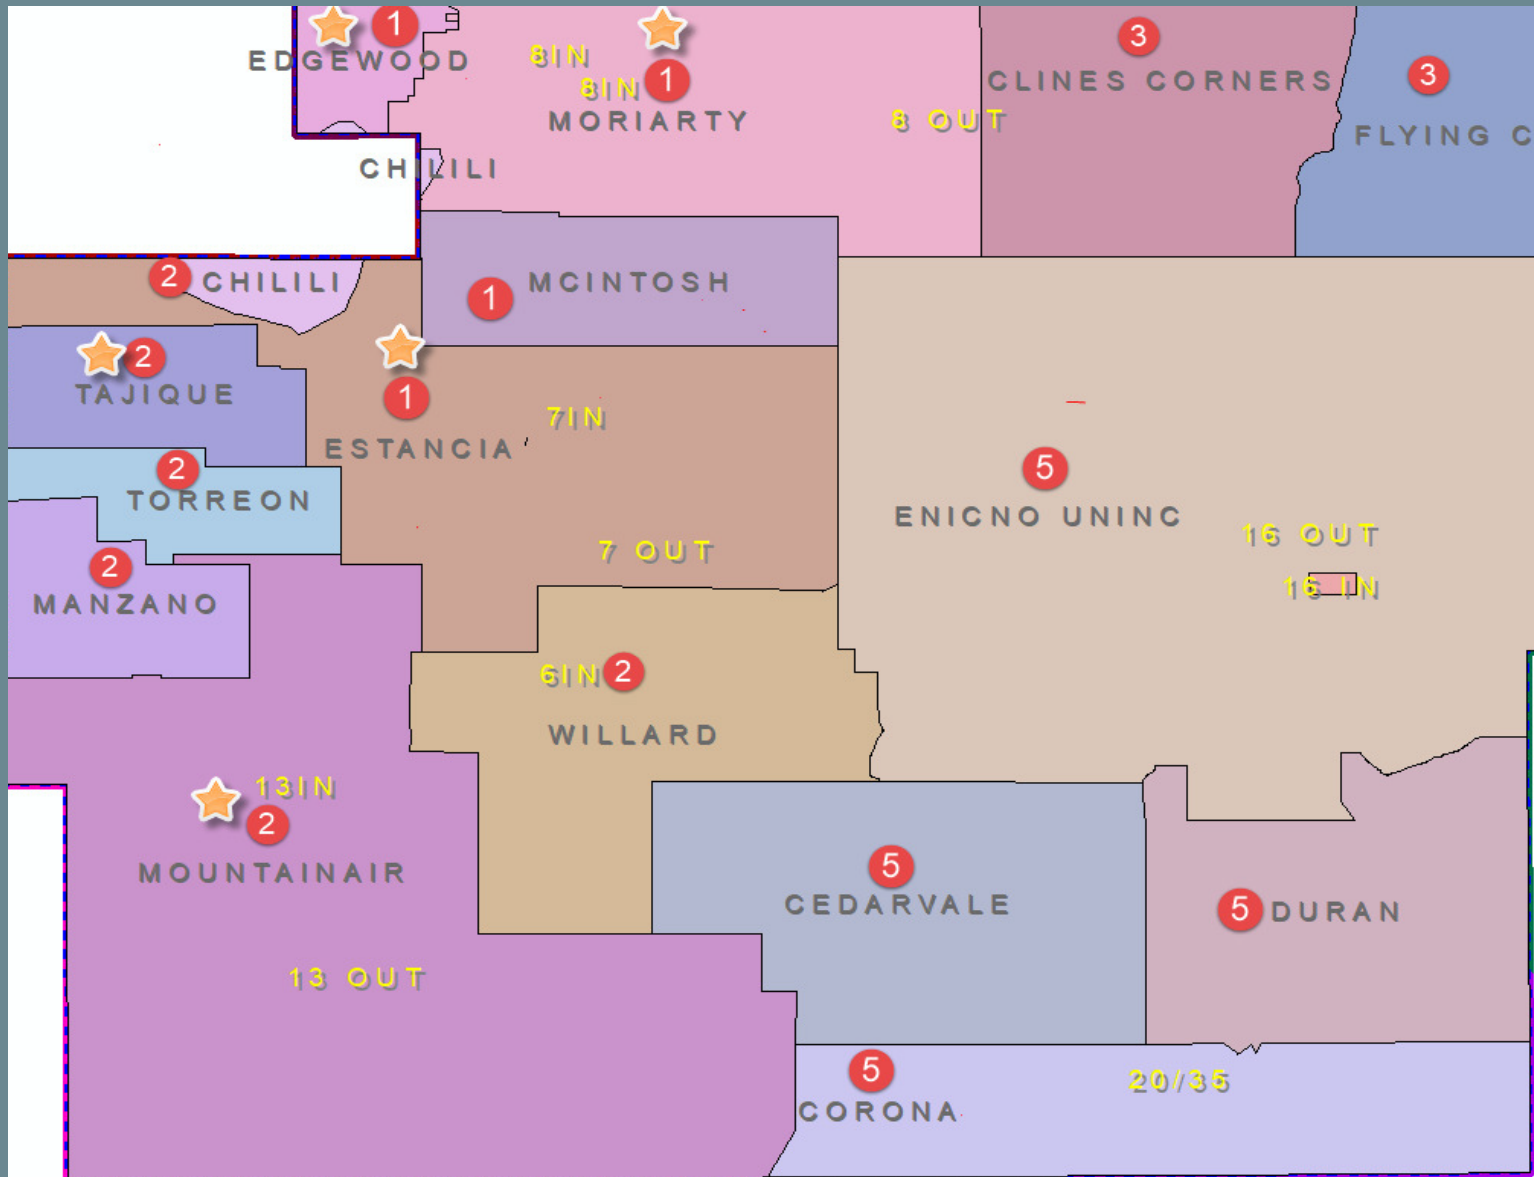 1
EDGEWOOD
8IN
8IN
1
MORIARTY
8 OUT
3
CLINES CORNERS
3
FLYING C
CHILILI
2
CHILILI
1
MCINTOSH
2
TAJIQUE
1
ESTANCIA
7IN
2
TORREON
7 OUT
5
ENICNO UNINC
16 OUT
16 IN
2
MANZANO
6IN
2
WILLARD
13IN
2
MOUNTAINAIR
13 OUT
5
CEDARVALE
5
DURAN
5
CORONA
20/35